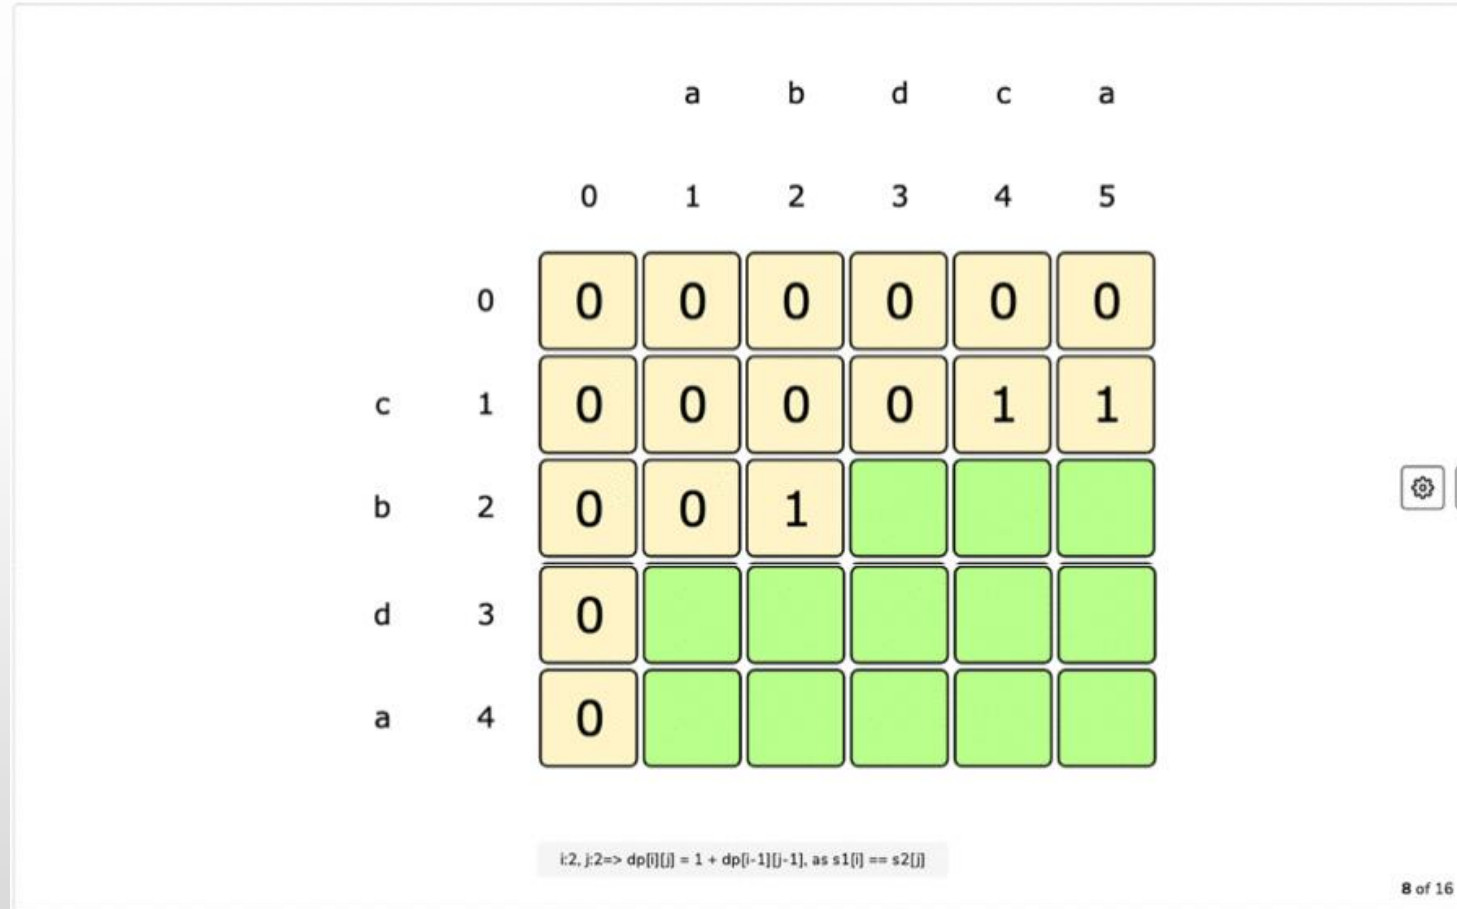 a b d c a
0 1 2 3 4 5
0 0 0 0 0 0 0
c 1 0 0 0 0 1 1
b 2 0 0 1
d 3 0
a 4 0
i:2, j:2=> dp[i][j] = 1 + dp[i-1][j-1], as s1[i] == s2[j]
8 of 16